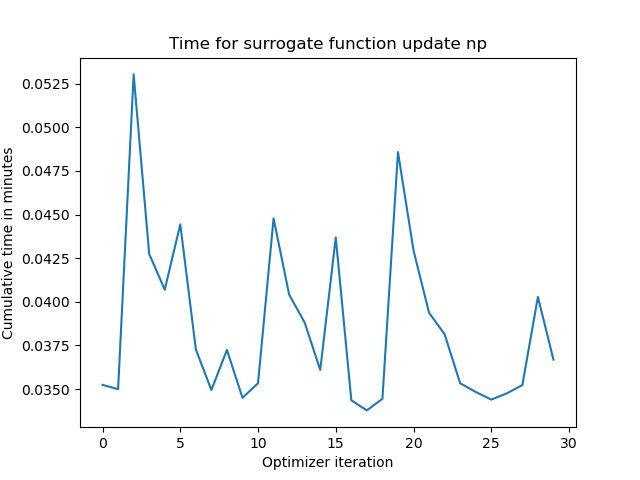 Time for surrogate function update np
Cumulative time in minutes
0.0525
0.0500
0.0475
0.0450
0.0425
0.0400
0.0375
0.0350
0 5 10 15 20 25 30
Optimizer iteration